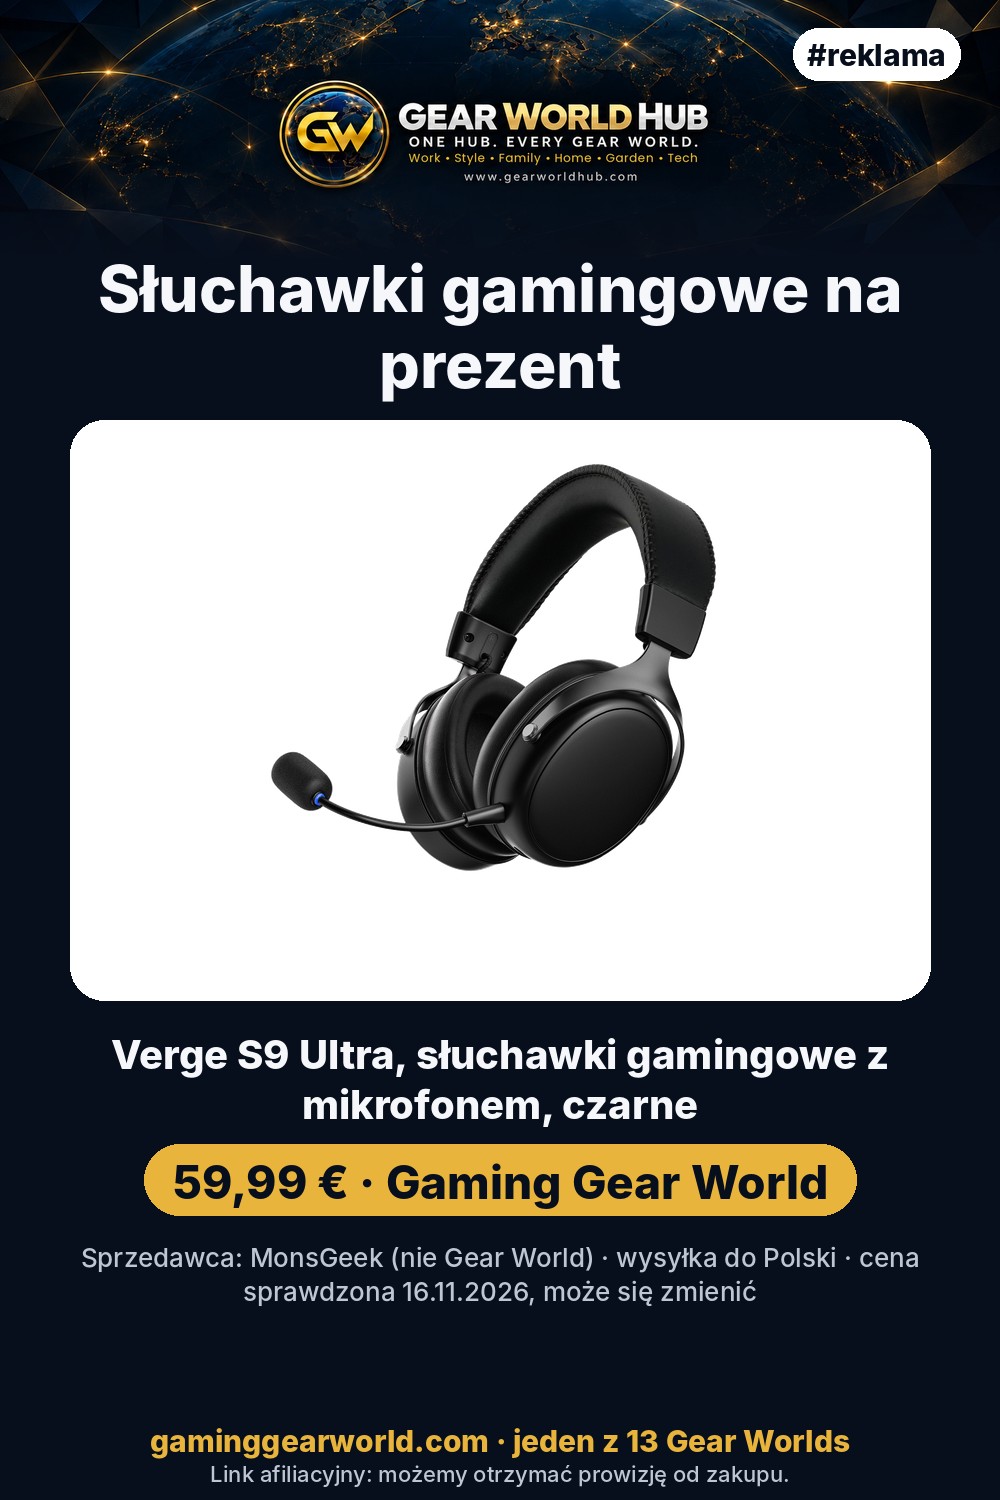 #reklama
GW
GEAR WORLD HUB
ONE HUB. EVERY GEAR WORLD.
Work • Style • Family • Home • Garden • Tech
www.gearworldhub.com
Słuchawki gamingowe na
prezent
Verge S9 Ultra, słuchawki gamingowe z
mikrofonem, czarne
59,99 € · Gaming Gear World
Sprzedawca: MonsGeek (nie Gear World) · wysyłka do Polski · cena
sprawdzona 16.11.2026, może się zmienić
gaminggearworld.com · jeden z 13 Gear Worlds
Link afiliacyjny: możemy otrzymać prowizję od zakupu.